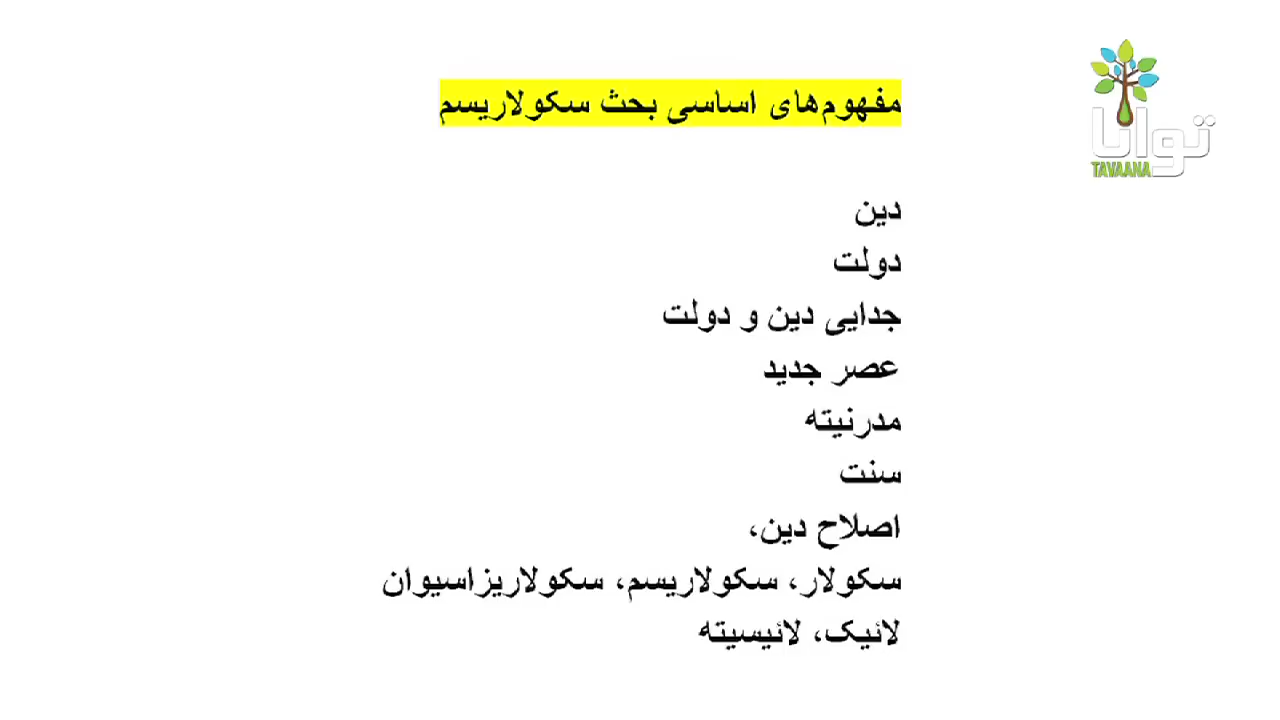 مفهوم‌های اساسی بحث سکولاریسم
توانا
TAVAANA
دین
دولت
جدایی دین و دولت
عصر جدید
مدرنیته
سنت
اصلاح دین،
سکولار، سکولاریسم، سکولاریزاسیوان
لائیک، لائیسیته